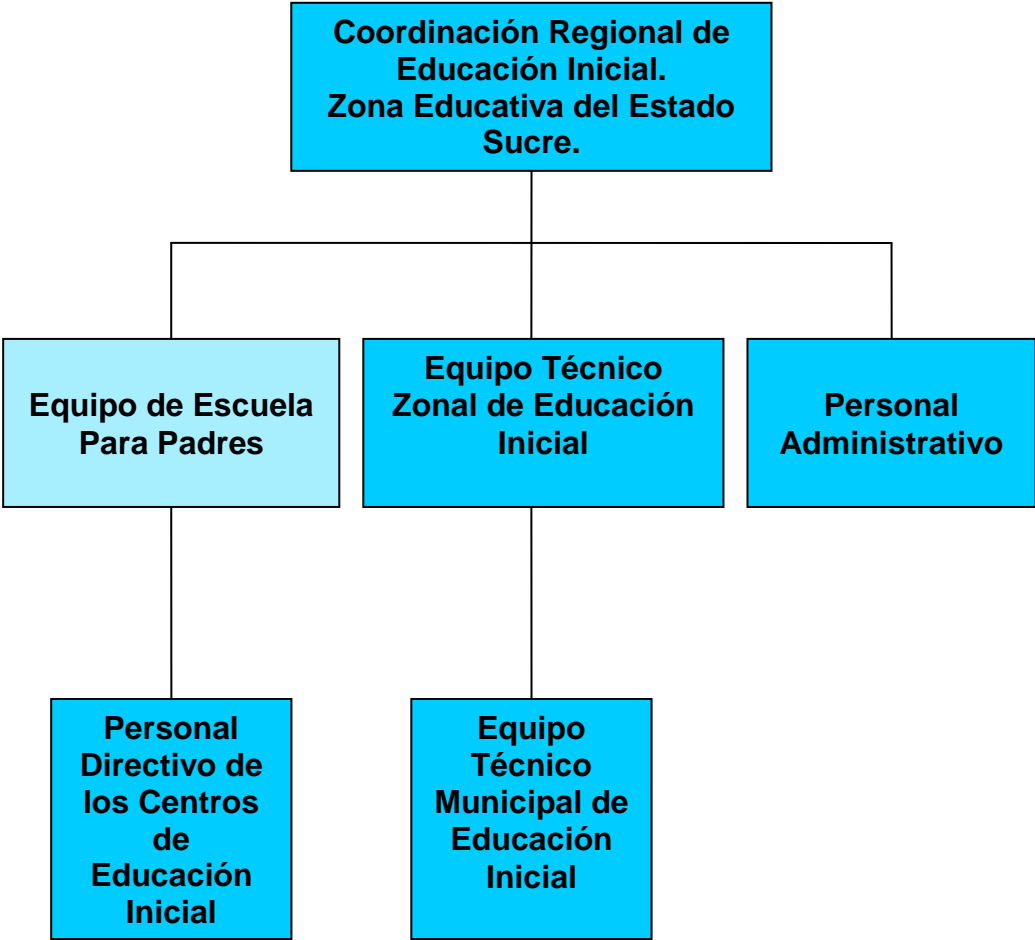 Coordinación Regional de
Educación Inicial.
Zona Educativa del Estado
Sucre.
Equipo de Escuela
Para Padres
Equipo Técnico
Zonal de Educación
Inicial
Personal
Administrativo
Personal
Directivo de
los Centros
de
Educación
Inicial
Equipo
Técnico
Municipal de
Educación
Inicial